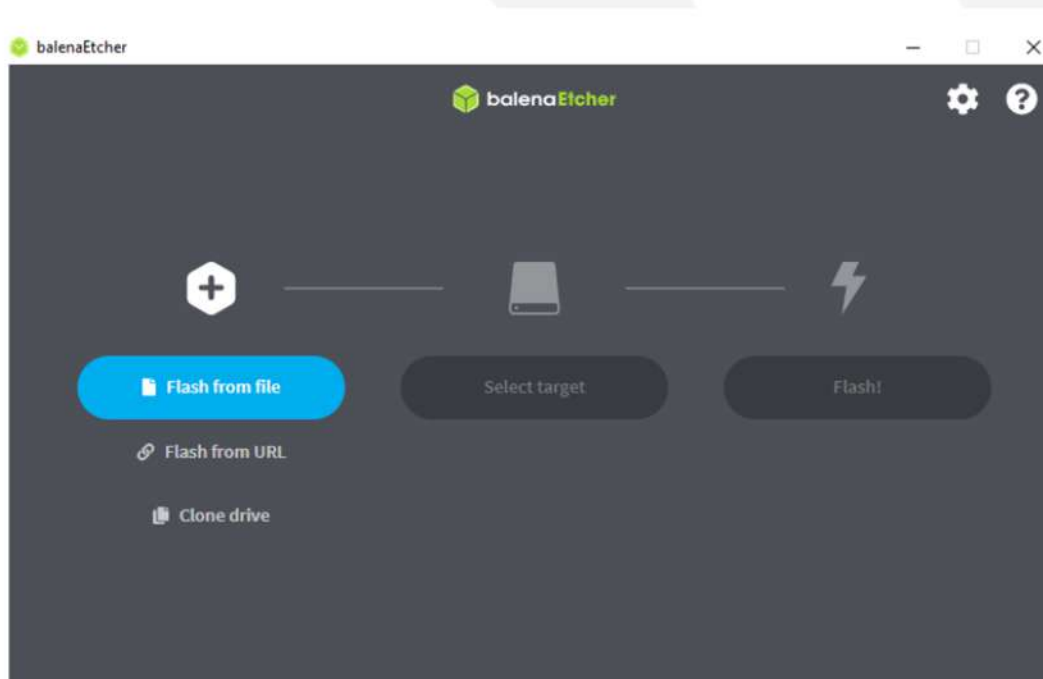 balenaEtcher
balenaEtcher
Flash from file
Select target
Flash!
Flash from URL
Clone drive